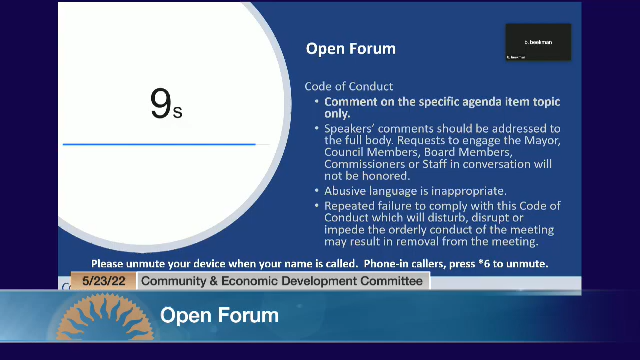 9s
Open Forum
b. beekman
b. beekman
Code of Conduct
• Comment on the specific agenda item topic
only.
• Speakers' comments should be addressed to
the full body. Requests to engage the Mayor,
Council Members, Board Members,
Commissioners or Staff in conversation will
not be honored.
• Abusive language is inappropriate.
• Repeated failure to comply with this Code of
Conduct which will disturb, disrupt or
impede the orderly conduct of the meeting
may result in removal from the meeting.
Please unmute your device when your name is called. Phone-in callers, press *6 to unmute.
5/23/22 Community & Economic Development Committee
Open Forum